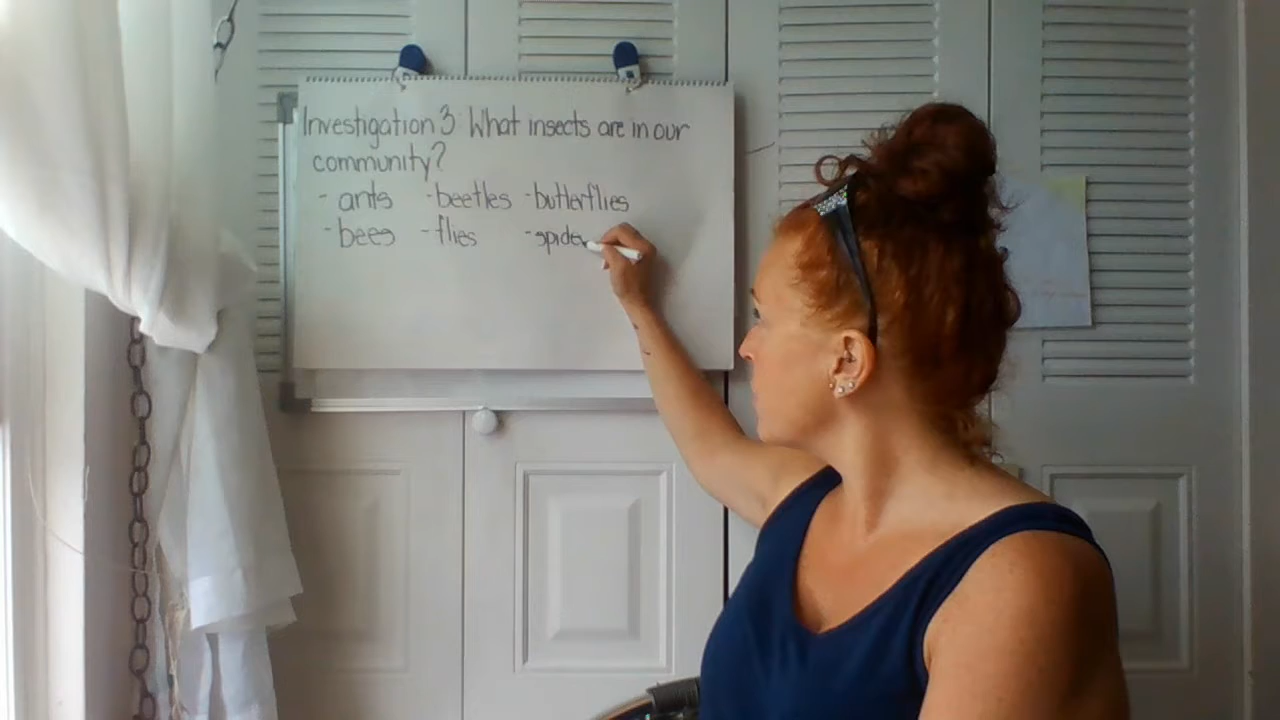 Investigation 3: What insects are in our
community?
- ants - beetles - butterflies
- bees - flies - spider